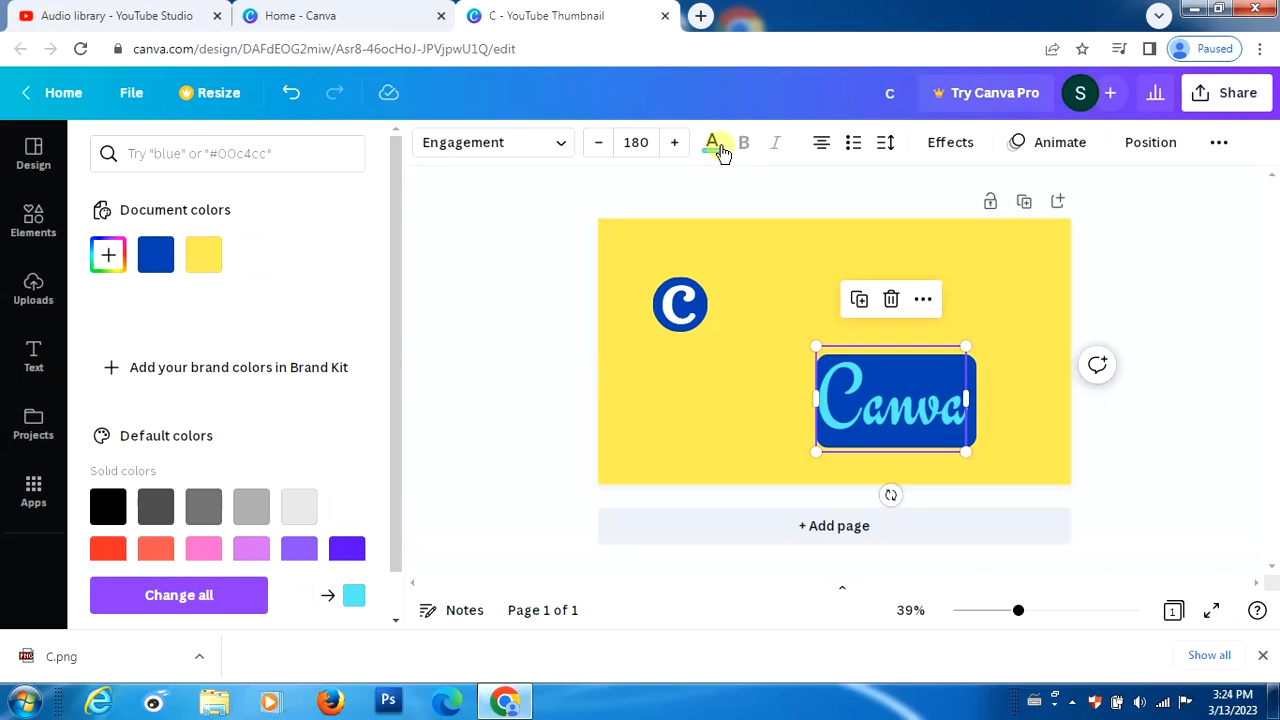 Audio library - YouTube Studio
Home - Canva
C - YouTube Thumbnail
canva.com/design/DAFdEOG2miw/Asr8-46ocHoJ-JPVjpwU1Q/edit
Paused
Home
File
Resize
C
Try Canva Pro
S
Share
Design
Elements
Uploads
Text
Projects
Apps
Try "blue" or "#00c4cc"
Document colors
Add your brand colors in Brand Kit
Default colors
Solid colors
Change all
Engagement
180
A
B
I
Effects
Animate
Position
C
Canva
+ Add page
Notes
Page 1 of 1
39%
1
C.png
Show all
Ps
3:24 PM
3/13/2023